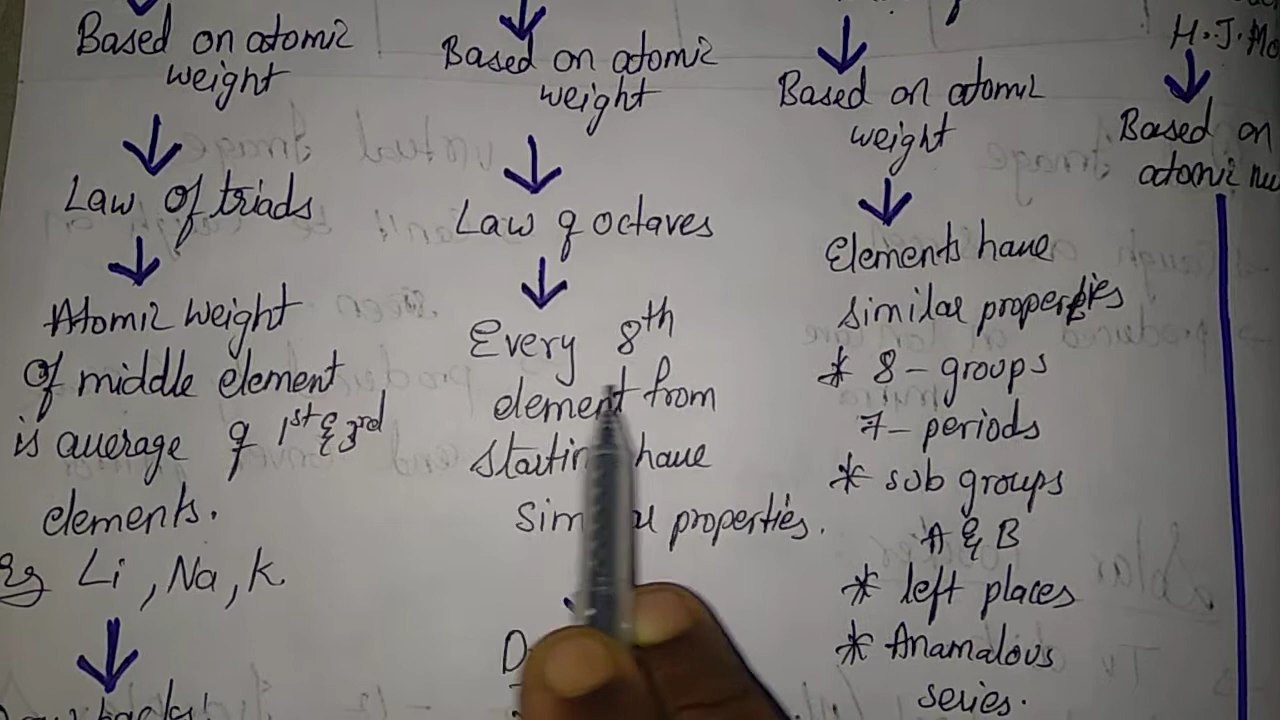 Based on atomic
weight
Law of triads
Atomic weight
of middle element
is average of 1st & 3rd
elements.
Eg Li, Na, K
Based on atomic
weight
Law of octaves
Every 8th
element from
have
properties.
Based on atomic
weight
Elements have
similar properties
* 8 - groups
7 - periods
* sub groups
A & B
* left places
* Anamalous
series.
H.J.
Based on
atomic